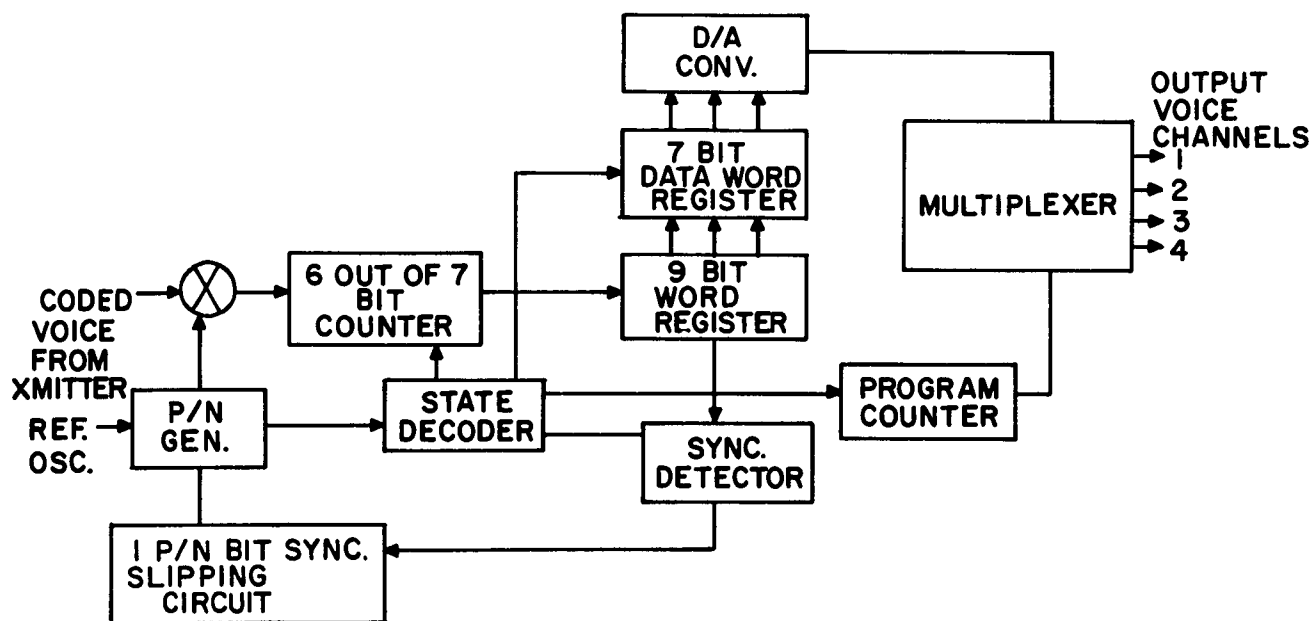 D/A
CONV.
OUTPUT
VOICE
CHANNELS
1
2
3
4
7 BIT
DATA WORD
REGISTER
MULTIPLEXER
9 BIT
WORD
REGISTER
6 OUT OF 7
BIT
COUNTER
CODED
VOICE
FROM
XMITTER
REF.
OSC.
P/N
GEN.
STATE
DECODER
PROGRAM
COUNTER
SYNC.
DETECTOR
1 P/N BIT SYNC.
SLIPPING
CIRCUIT